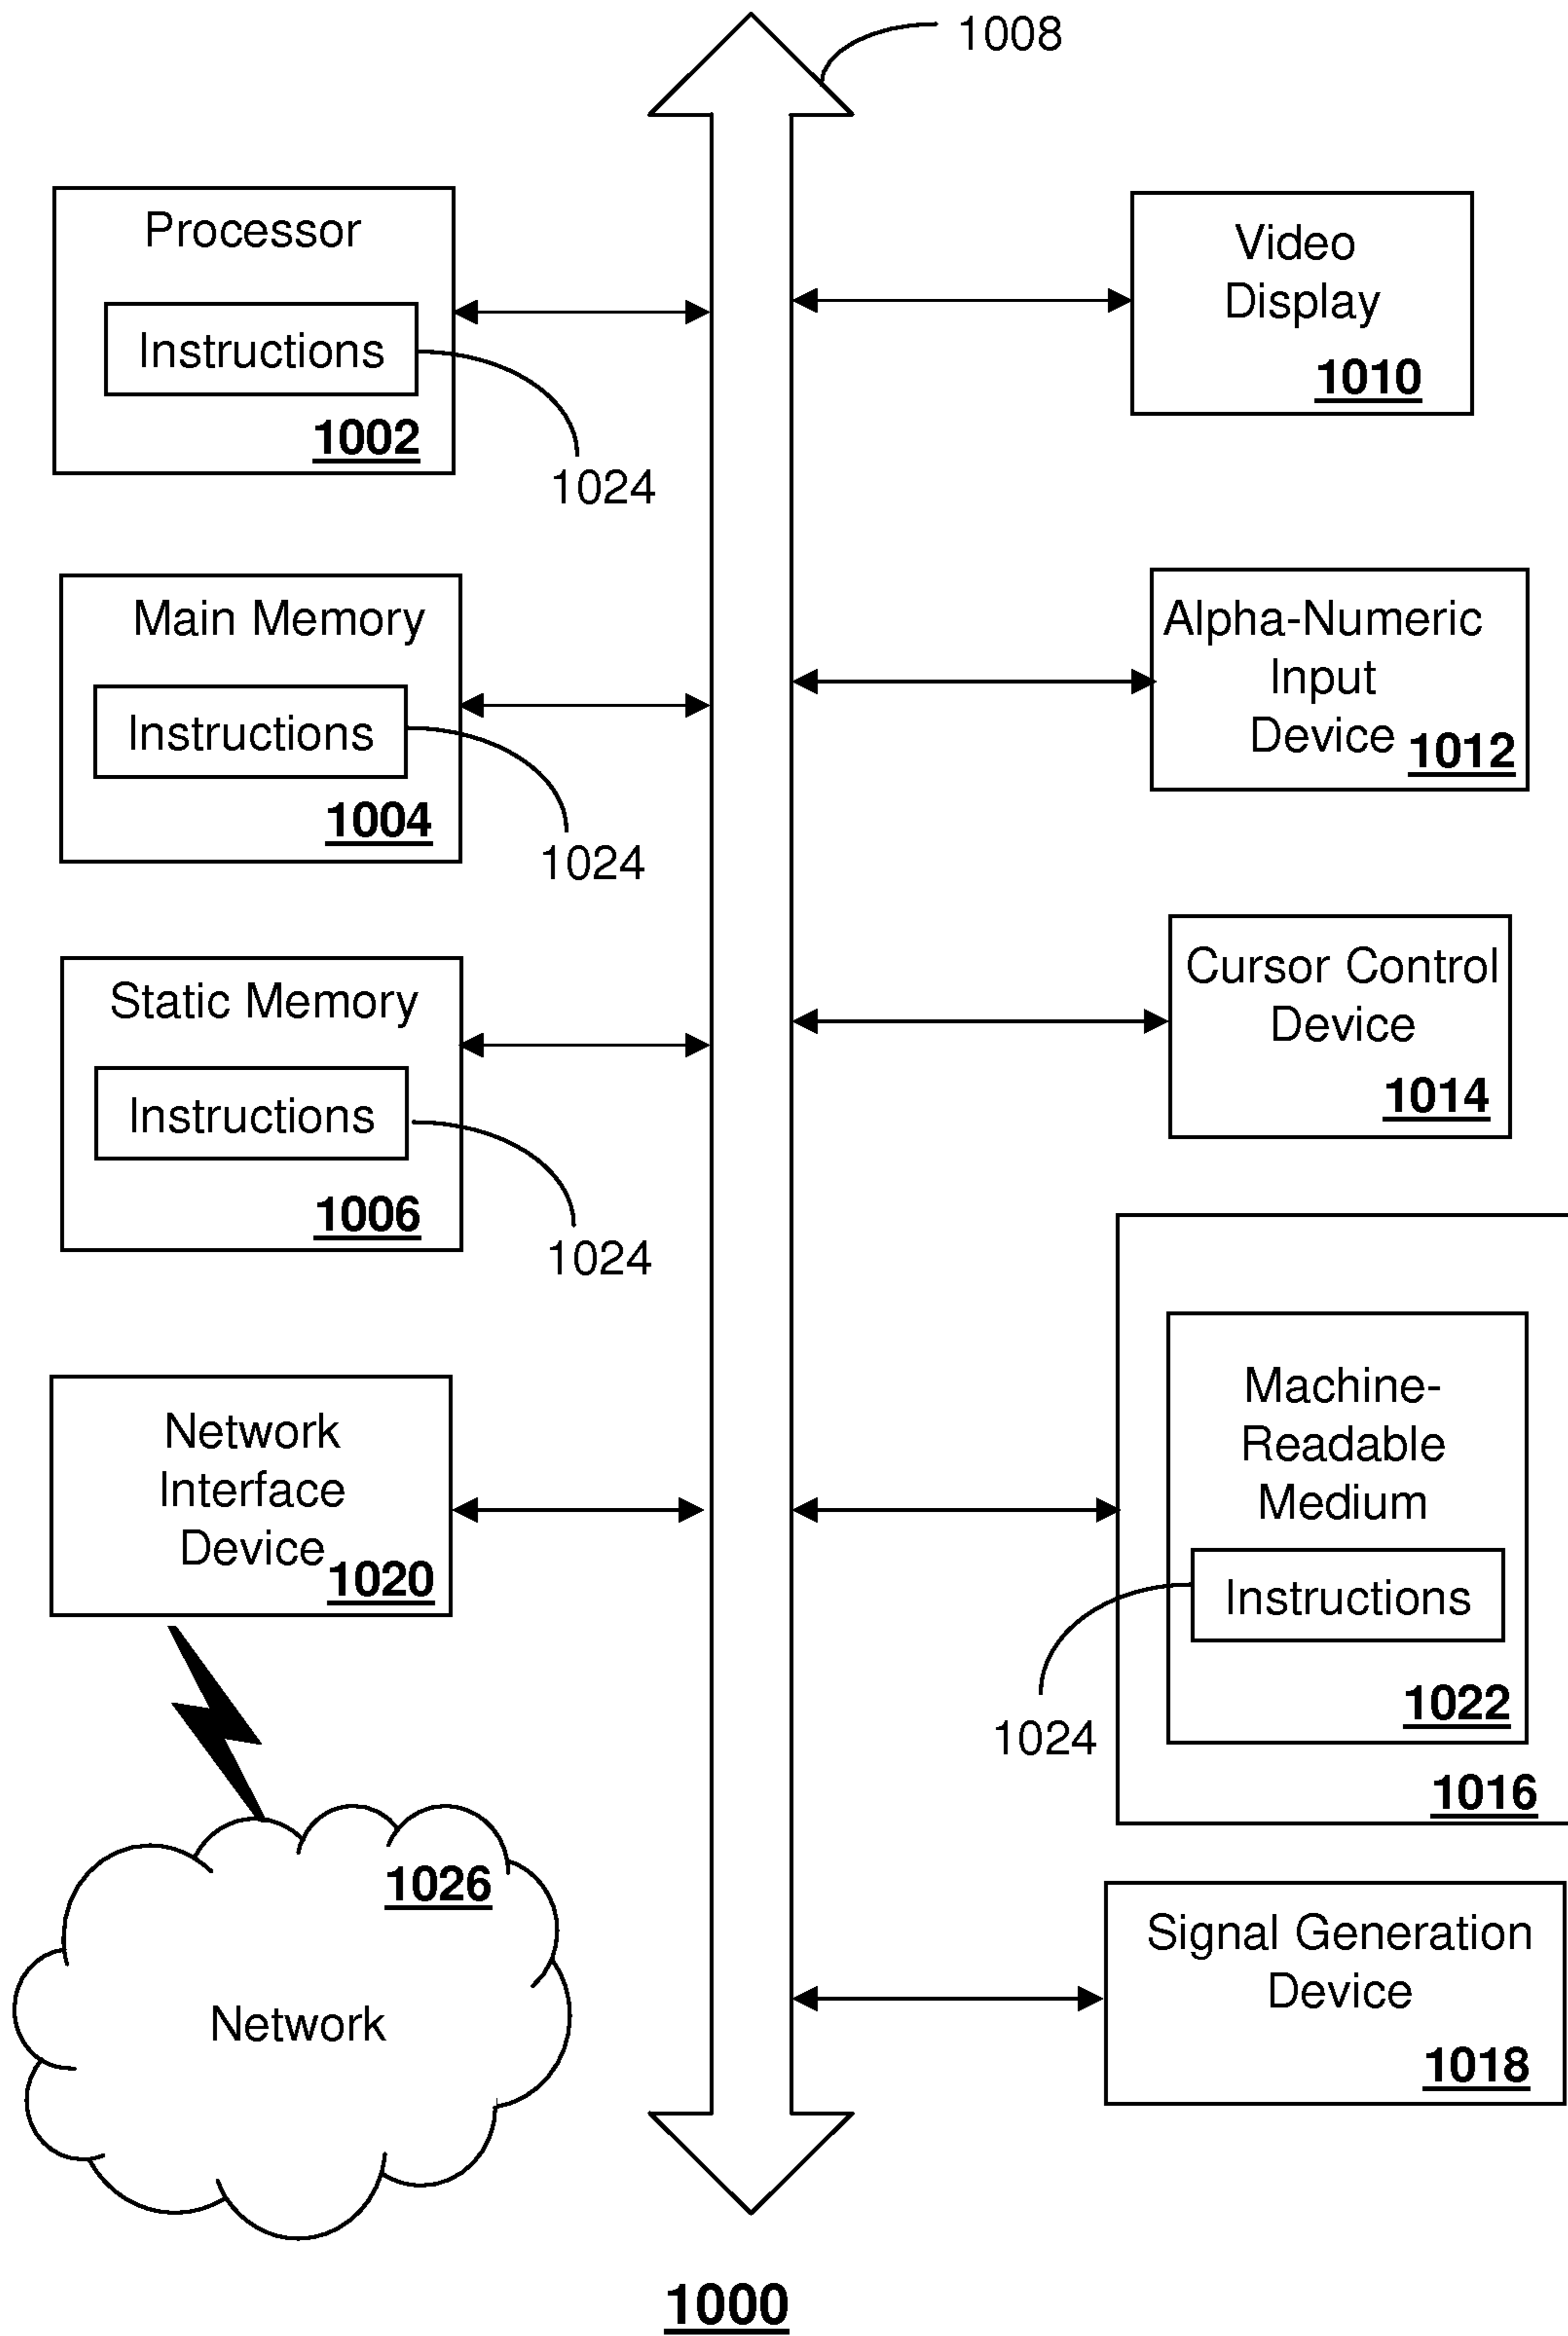 1008
Processor
Instructions
1002
1024
Main Memory
Instructions
1004
1024
Static Memory
Instructions
1006
1024
Network
Interface
Device
1020
1026
Network
Video
Display
1010
Alpha-Numeric
Input
Device
1012
Cursor Control
Device
1014
Machine-
Readable
Medium
Instructions
1024
1022
1016
Signal Generation
Device
1018
1000